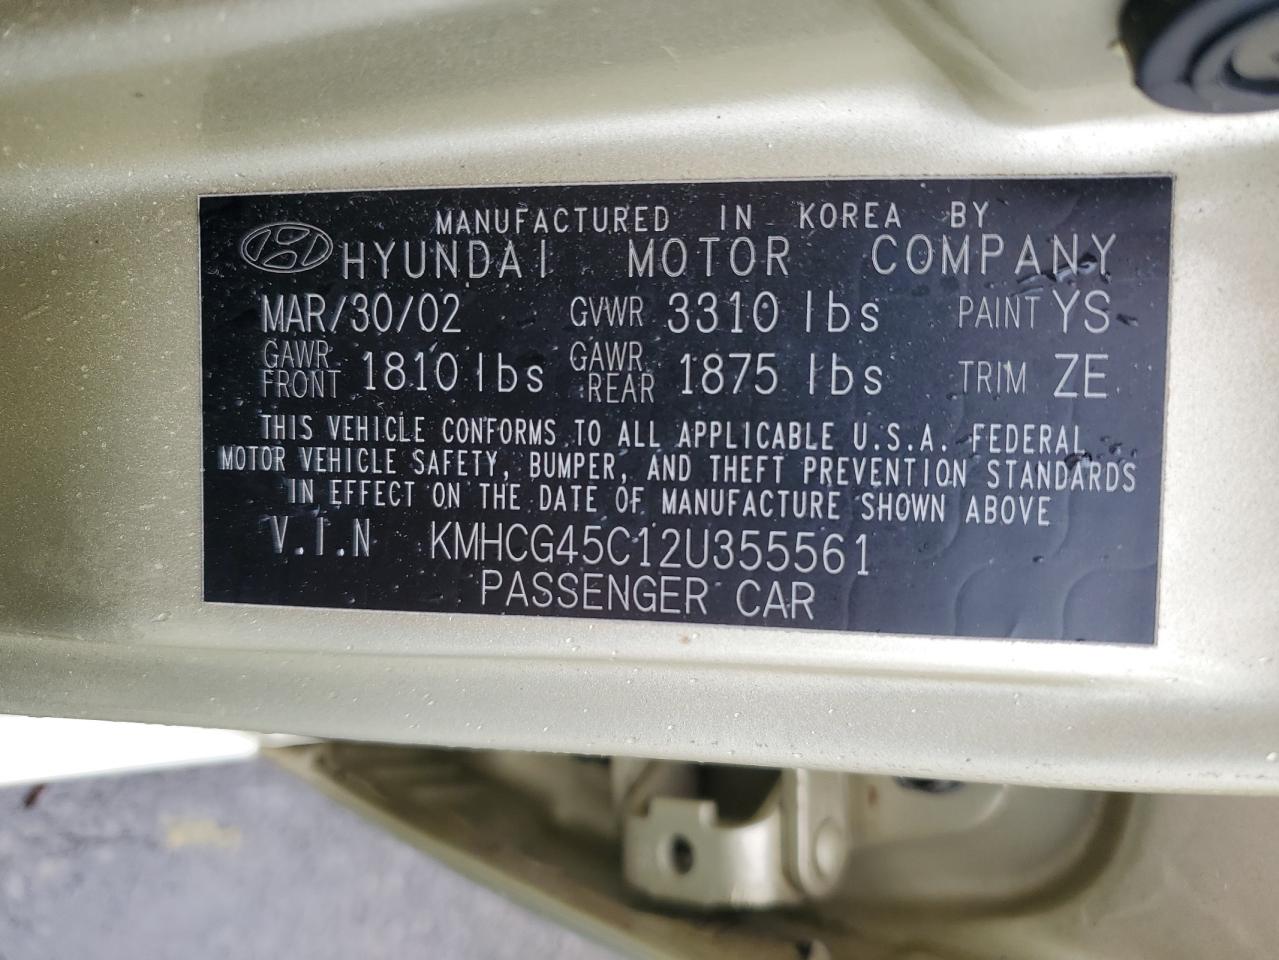 MANUFACTURED IN KOREA BY
HYUNDAI MOTOR COMPANY
MAR/30/02 GVWR 3310 lbs PAINT YS
GAWR FRONT 1810 lbs GAWR REAR 1875 lbs TRIM ZE
THIS VEHICLE CONFORMS TO ALL APPLICABLE U.S.A. FEDERAL
MOTOR VEHICLE SAFETY, BUMPER, AND THEFT PREVENTION STANDARDS
IN EFFECT ON THE DATE OF MANUFACTURE SHOWN ABOVE
V.I.N KMHCG45C12U355561
PASSENGER CAR